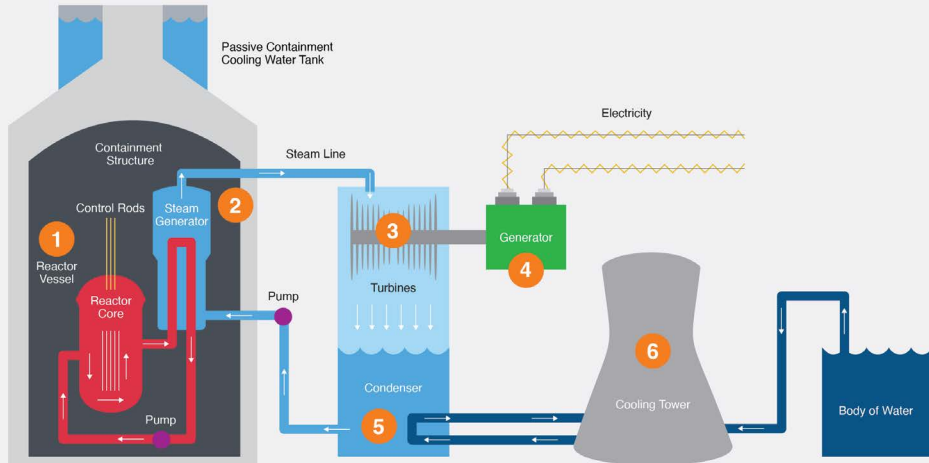 Passive Containment
Cooling Water Tank
Electricity
Containment
Structure
Steam Line
Control Rods
Steam
Generator
2
1
Reactor
Vessel
3
Generator
4
Reactor
Core
Turbines
Pump
6
Condenser
Cooling Tower
Body of Water
5
Pump